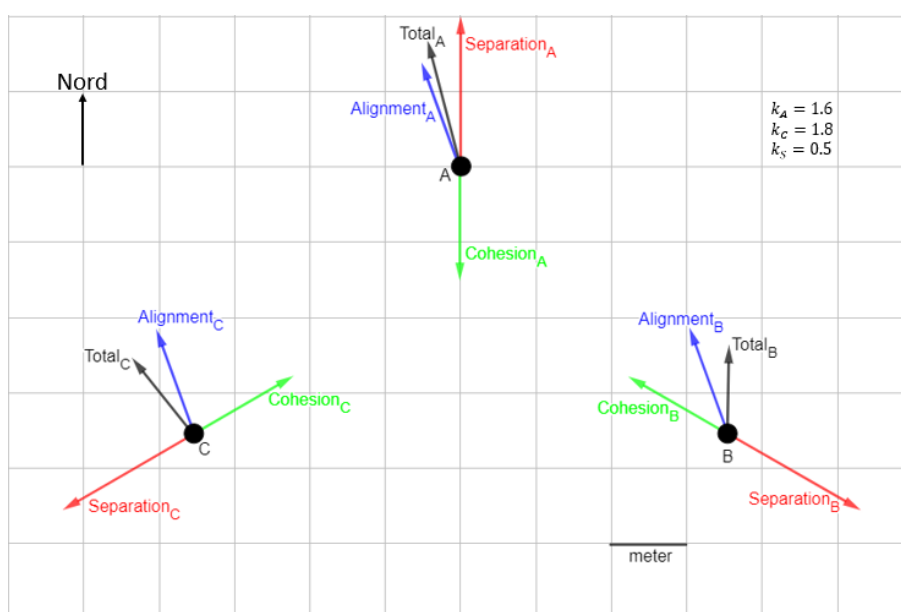 Total_A
Separation_A
Nord
Alignment_A
k_A = 1.6
k_C = 1.8
k_S = 0.5
A
Cohesion_A
Alignment_C
Alignment_B
Total_C
Total_B
Cohesion_C
Cohesion_B
C
B
Separation_C
Separation_B
meter